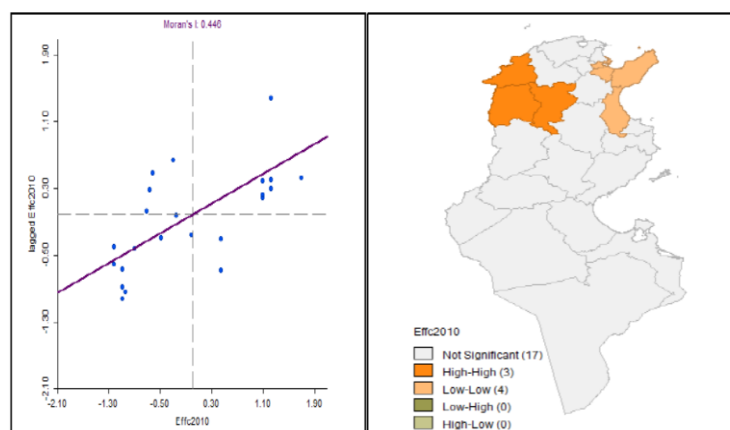 Moran's I: 0.446
1.90
1.10
0.30
-0.50
-1.30
-2.10
lagged Effc2010
-2.10 -1.30 -0.50 0.30 1.10 1.90
Effc2010
Effc2010
Not Significant (17)
High-High (3)
Low-Low (4)
Low-High (0)
High-Low (0)